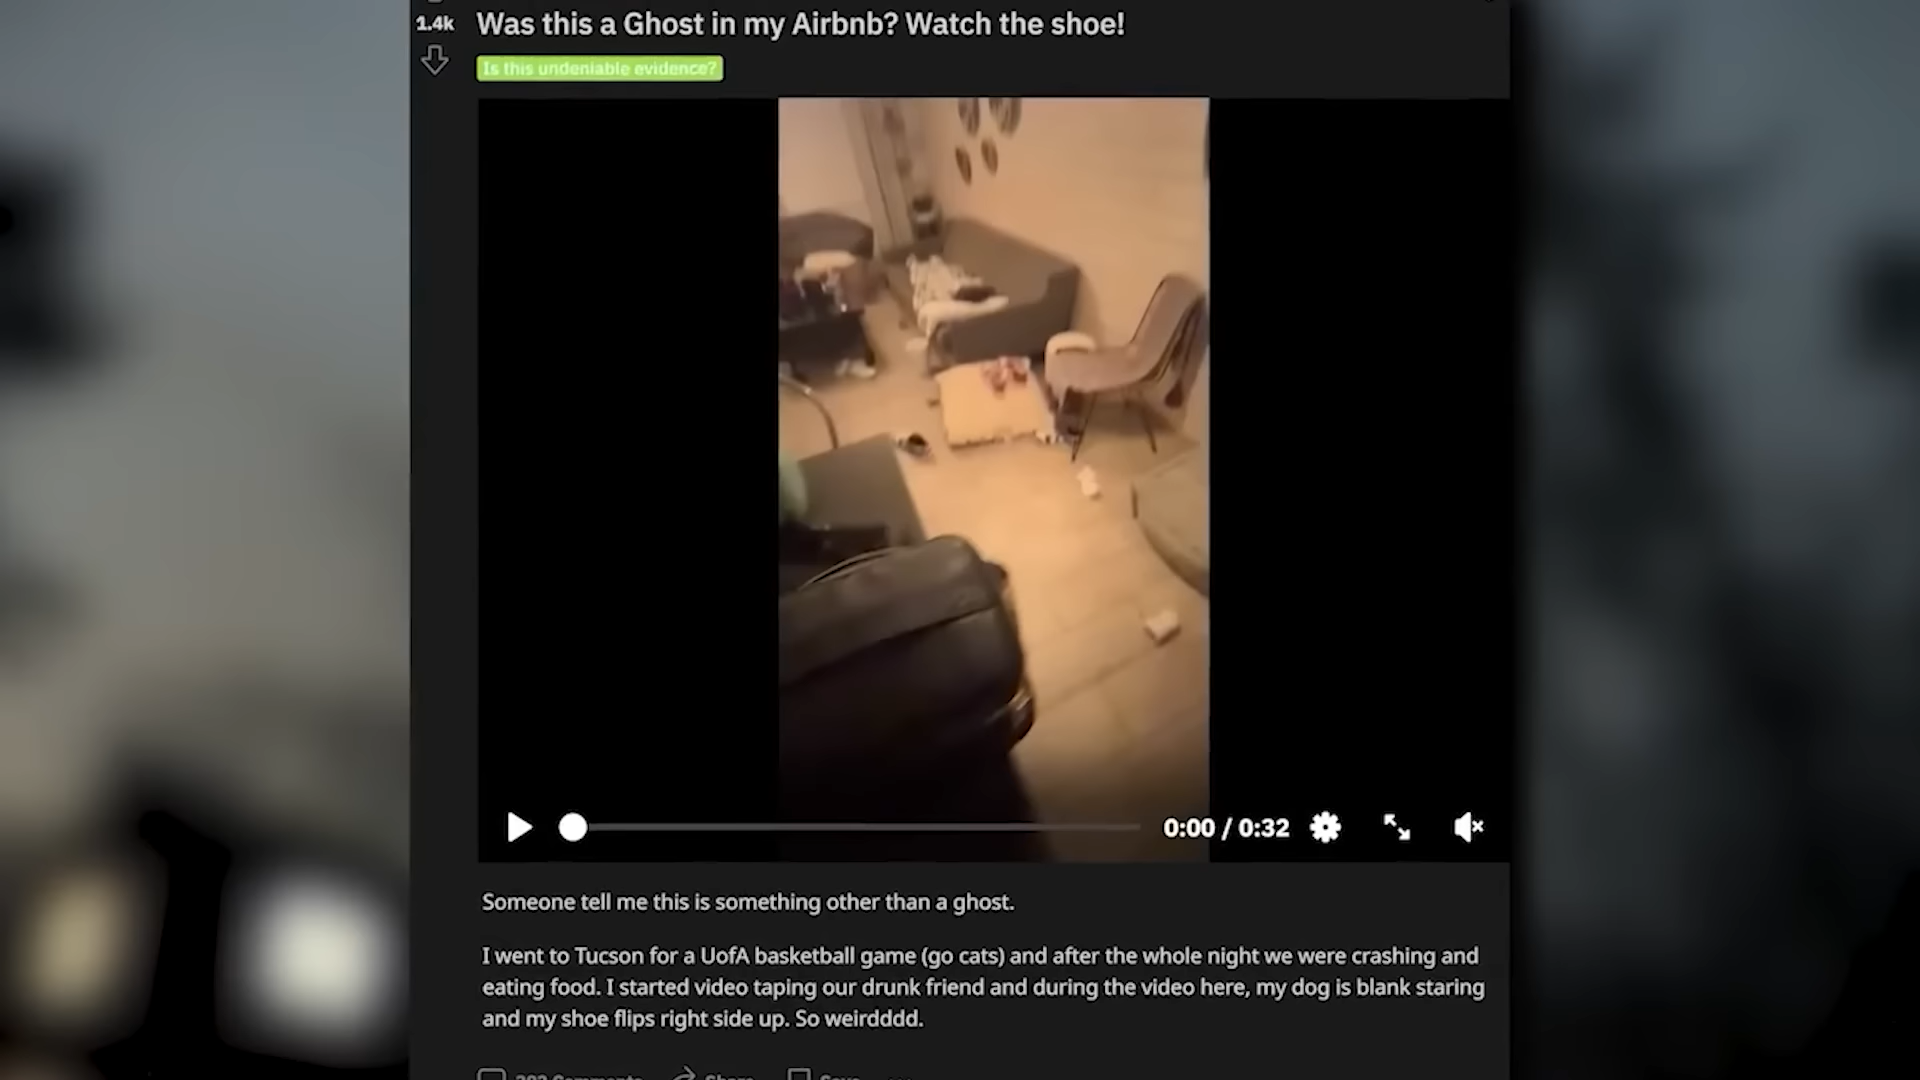 1.4k
Was this a Ghost in my Airbnb? Watch the shoe!
Is this undeniable evidence?
0:00 / 0:32
Someone tell me this is something other than a ghost.
I went to Tucson for a UofA basketball game (go cats) and after the whole night we were crashing and
eating food. I started video taping our drunk friend and during the video here, my dog is blank staring
and my shoe flips right side up. So weirdddd.
Comments Share Save